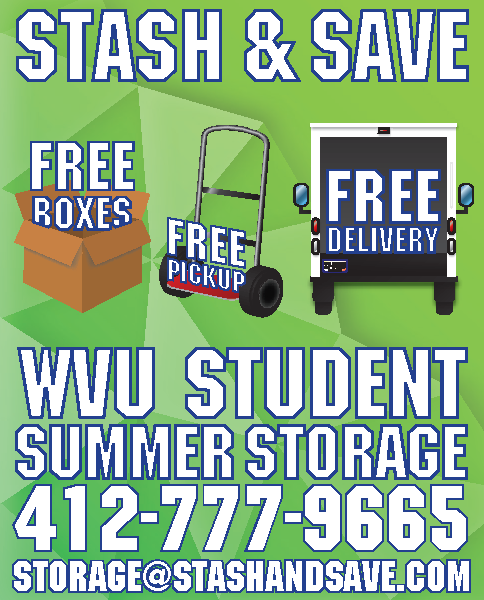 STASH & SAVE
FREE
BOXES
FREE
PICKUP
FREE
DELIVERY
WVU STUDENT
SUMMER STORAGE
412-777-9665
STORAGE@STASHANDSAVE.COM